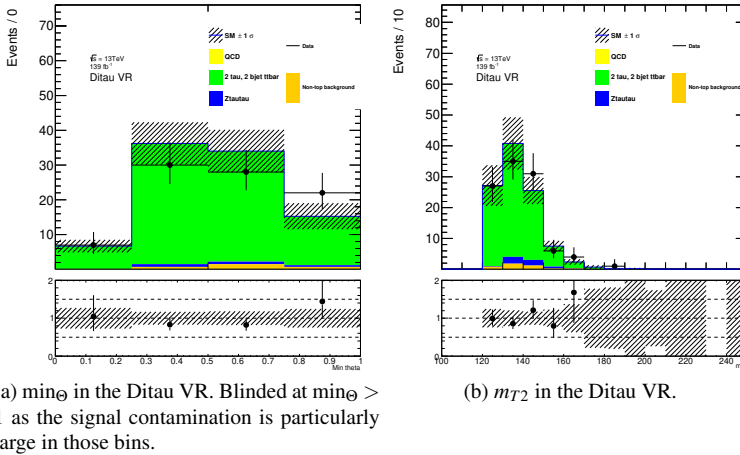 Events / 0
70
60
50
40
30
20
10
SM ± 1 σ
Data
QCD
2 tau, 2 bjet ttbar
Non-top background
Ztautau
= 13TeV
139 fb⁻¹
Ditau VR
2
1
0
0 0.1 0.2 0.3 0.4 0.5 0.6 0.7 0.8 0.9 1
Min theta
Events / 10
80
70
60
50
40
30
20
10
SM ± 1 σ
Data
QCD
2 tau, 2 bjet ttbar
Non-top background
Ztautau
= 13TeV
139 fb⁻¹
Ditau VR
2
1
0
100 120 140 160 180 200 220 240
m
a) minΘ in the Ditau VR. Blinded at minΘ >
as the signal contamination is particularly
arge in those bins.
(b) mT2 in the Ditau VR.